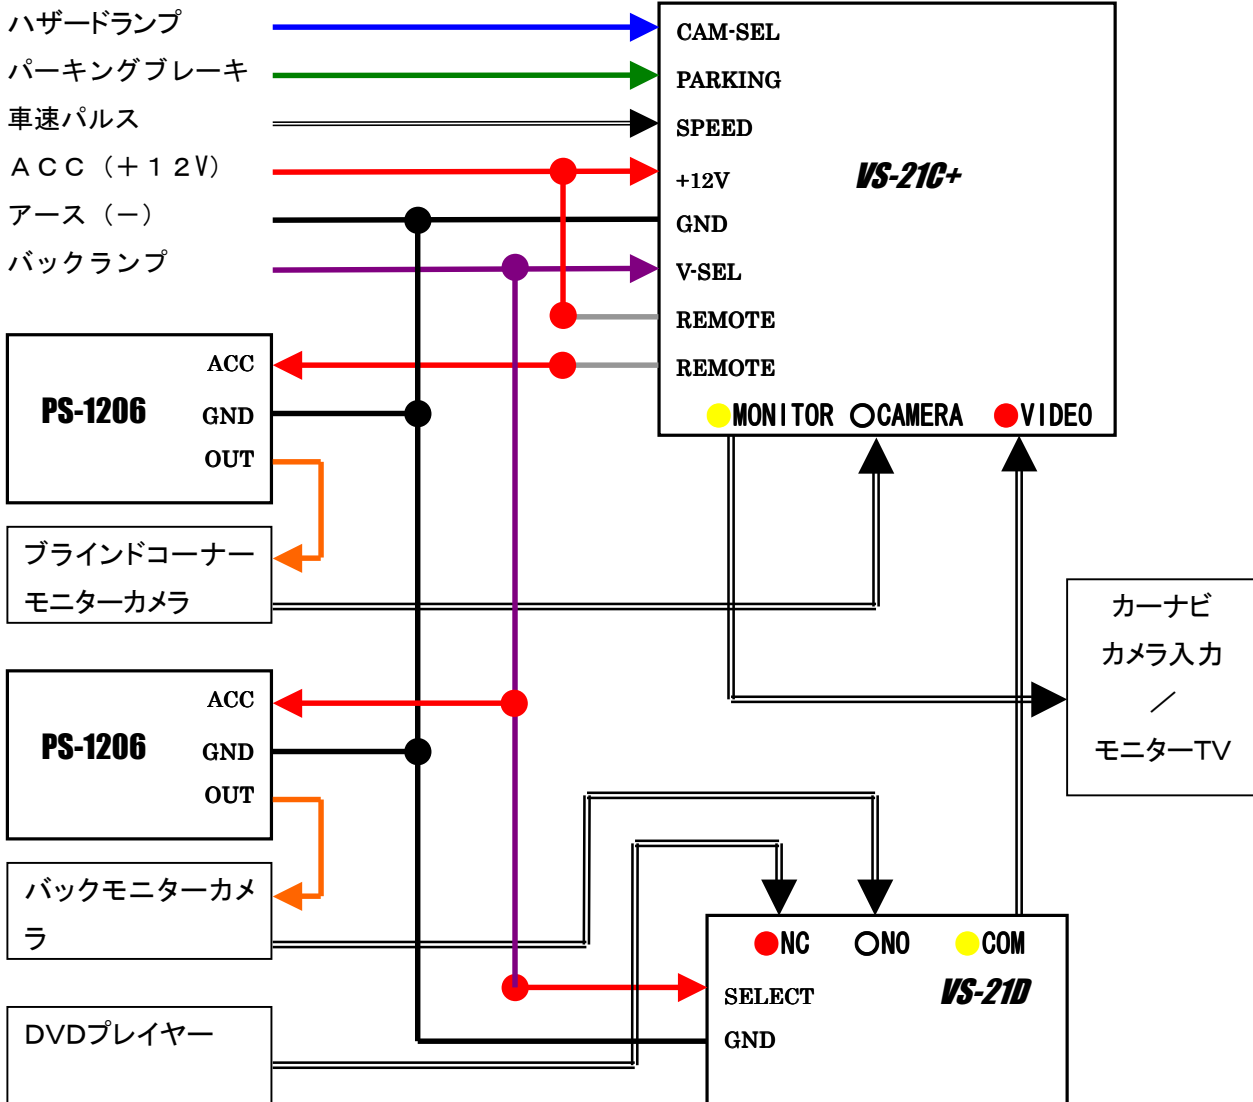 ハザードランプ
パーキングブレーキ
車速パルス
ＡＣＣ（＋１２V）
アース（－）
バックランプ
CAM-SEL
PARKING
SPEED
+12V
GND
V-SEL
REMOTE
REMOTE
VS-21C+
MONITOR
CAMERA
VIDEO
PS-1206
ACC
GND
OUT
ブラインドコーナー
モニターカメラ
カーナビ
カメラ入力
／
モニターTV
PS-1206
ACC
GND
OUT
バックモニターカメ
ラ
NC
NO
COM
SELECT
GND
VS-21D
DVDプレイヤー